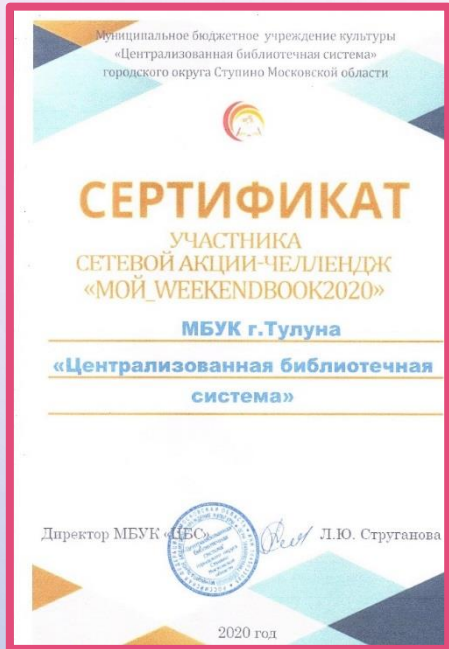 Муниципальное бюджетное учреждение культуры
«Централизованная библиотечная система»
городского округа Ступино Московской области
СЕРТИФИКАТ
УЧАСТНИКА
СЕТЕВОЙ АКЦИИ-ЧЕЛЛЕНДЖ
«МОЙ_WEEKENDBOOK2020»
МБУК г.Тулуна
«Централизованная библиотечная
система»
Директор МБУК «ЦБС» Л.Ю. Струганова
2020 год